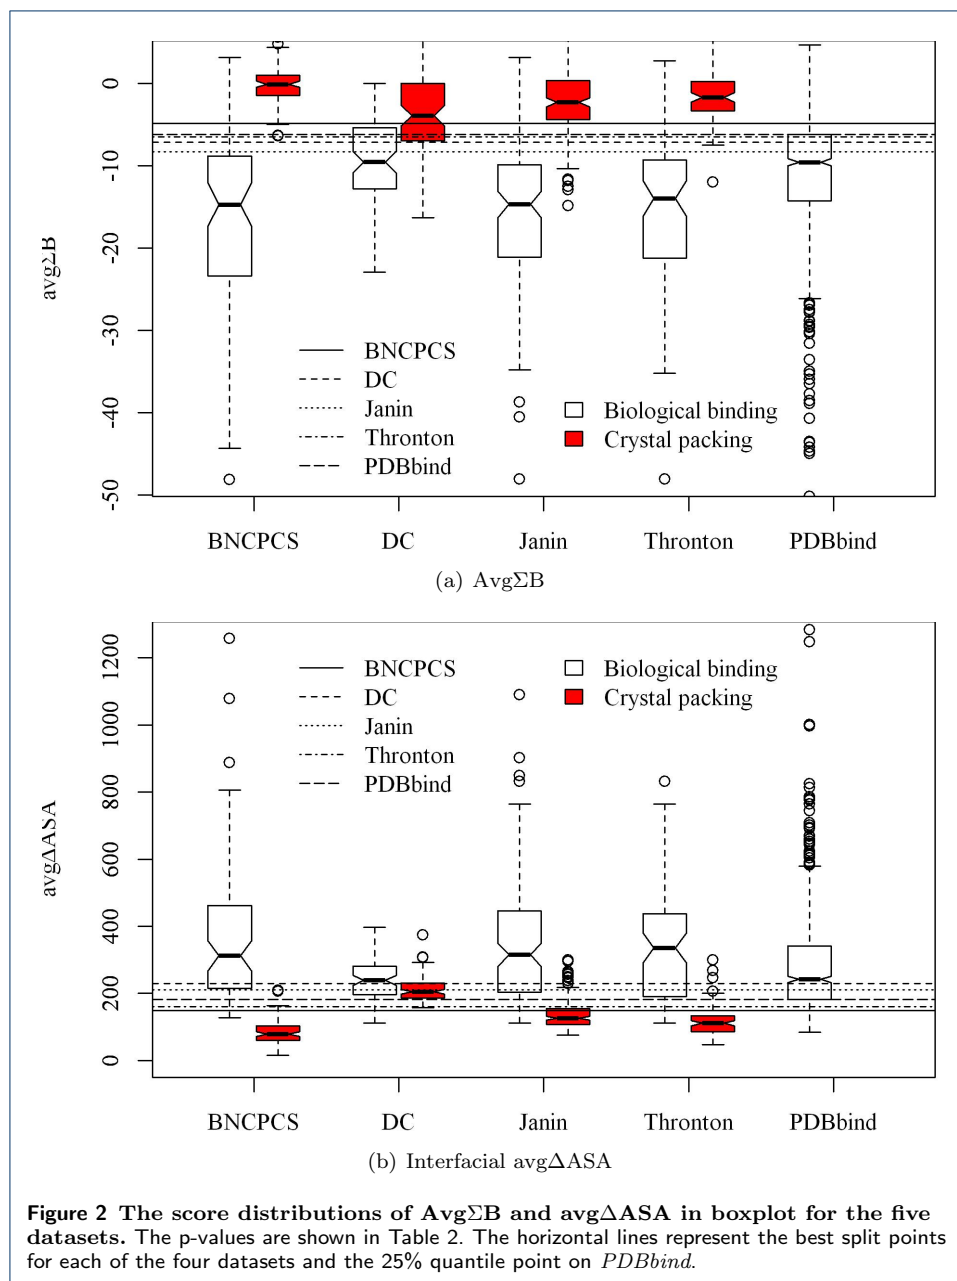 0
-10
-20
-30
-40
-50
avgΣB
BNCPCS
DC
Janin
Thronton
PDBbind
Biological binding
Crystal packing
BNCPCS DC Janin Thronton PDBbind
(a) AvgΣB
1200
1000
800
600
400
200
0
avgΔASA
BNCPCS
DC
Janin
Thronton
PDBbind
Biological binding
Crystal packing
BNCPCS DC Janin Thronton PDBbind
(b) Interfacial avgΔASA
Figure 2 The score distributions of AvgΣB and avgΔASA in boxplot for the five
datasets. The p-values are shown in Table 2. The horizontal lines represent the best split points
for each of the four datasets and the 25% quantile point on PDBbind.